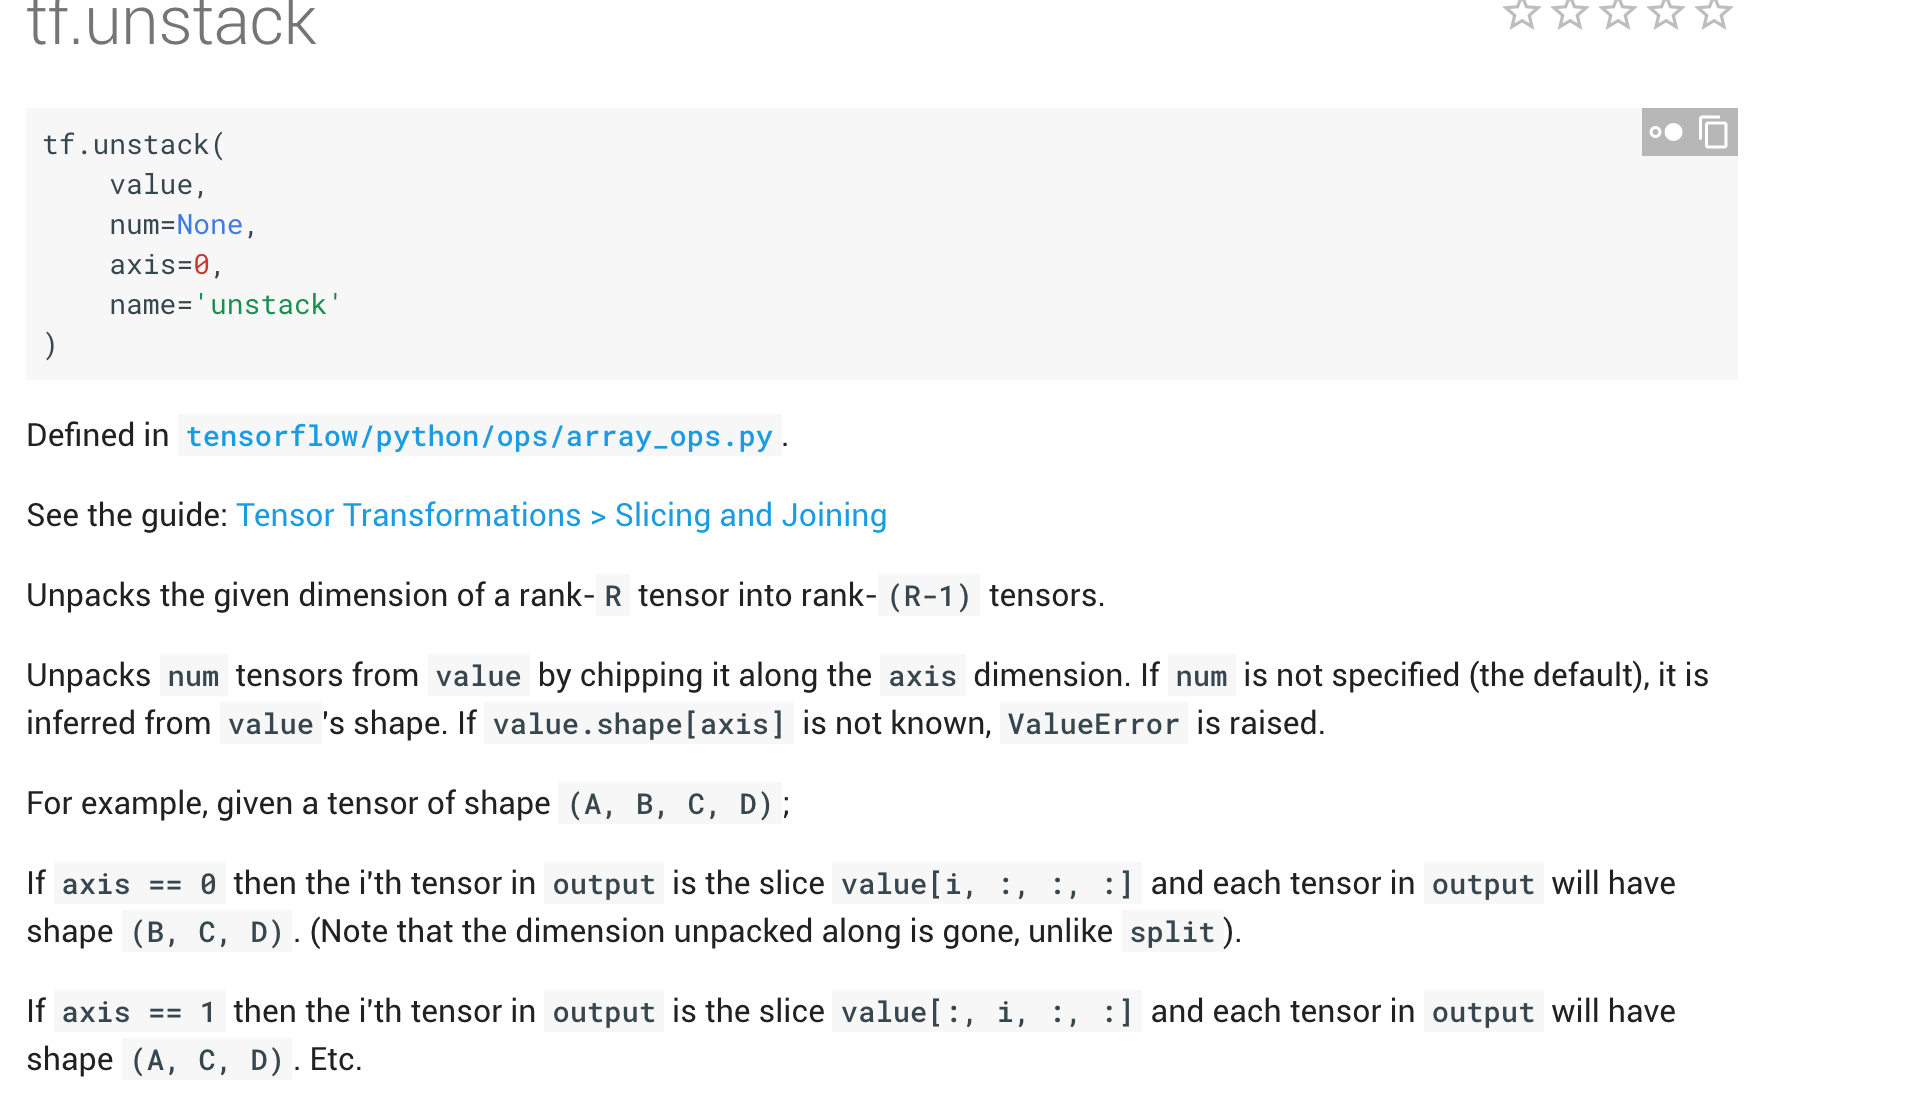 tf.unstack
tf.unstack(
    value,
    num=None,
    axis=0,
    name='unstack'
)
Defined in tensorflow/python/ops/array_ops.py.
See the guide: Tensor Transformations > Slicing and Joining
Unpacks the given dimension of a rank-R tensor into rank-(R-1) tensors.
Unpacks num tensors from value by chipping it along the axis dimension. If num is not specified (the default), it is
inferred from value's shape. If value.shape[axis] is not known, ValueError is raised.
For example, given a tensor of shape (A, B, C, D);
If axis == 0 then the i'th tensor in output is the slice value[i, :, :, :] and each tensor in output will have
shape (B, C, D). (Note that the dimension unpacked along is gone, unlike split).
If axis == 1 then the i'th tensor in output is the slice value[:, i, :, :] and each tensor in output will have
shape (A, C, D). Etc.